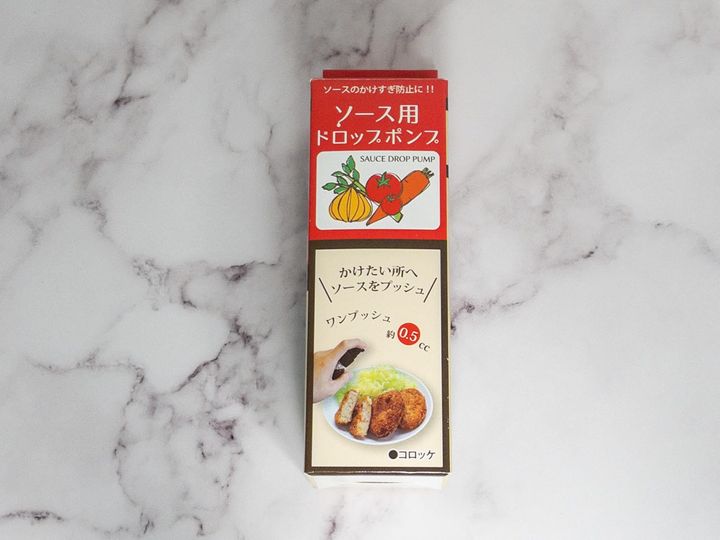 ソースのかけすぎ防止に!!
ソース用
ドロップポンプ
SAUCE DROP PUMP
かけたい所へ
ソースをプッシュ
ワンプッシュ
約0.5cc
●コロッケ